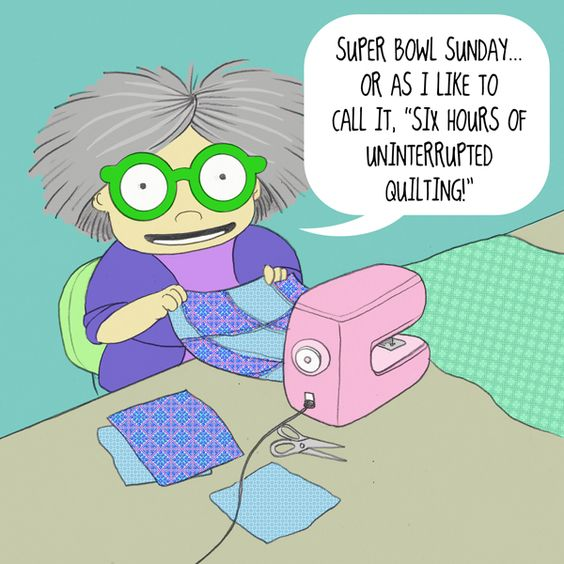 SUPER BOWL SUNDAY...
OR AS I LIKE TO
CALL IT, "SIX HOURS OF
UNINTERRUPTED
QUILTING!"